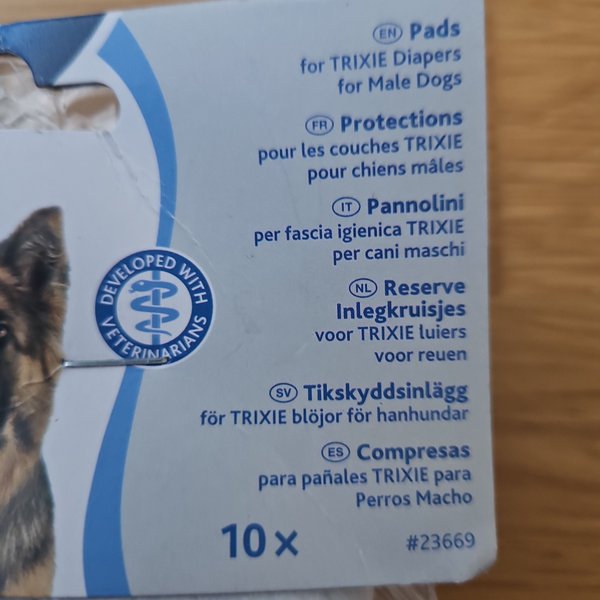 EN Pads
for TRIXIE Diapers
for Male Dogs
FR Protections
pour les couches TRIXIE
pour chiens mâles
IT Pannolini
per fascia igienica TRIXIE
per cani maschi
DEVELOPED WITH
VETERINARIANS
NL Reserve
Inlegkruisjes
voor TRIXIE luiers
voor reuen
SV Tikskyddsinlägg
för TRIXIE blöjor för hanhundar
ES Compresas
para pañales TRIXIE para
Perros Macho
10 x
#23669